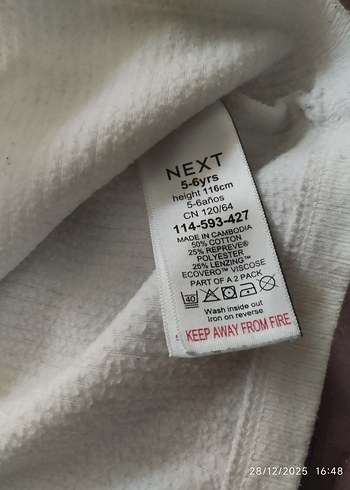 NEXT
5-6yrs
height 116cm
5-6años
CN 120/64
114-593-427
MADE IN CAMBODIA
50% COTTON
25% REPREVE®
POLYESTER
25% LENZING™
ECOVERO™ VISCOSE
PART OF A 2 PACK
40
Wash inside out
Iron on reverse
KEEP AWAY FROM FIRE
28/12/2025 16:48